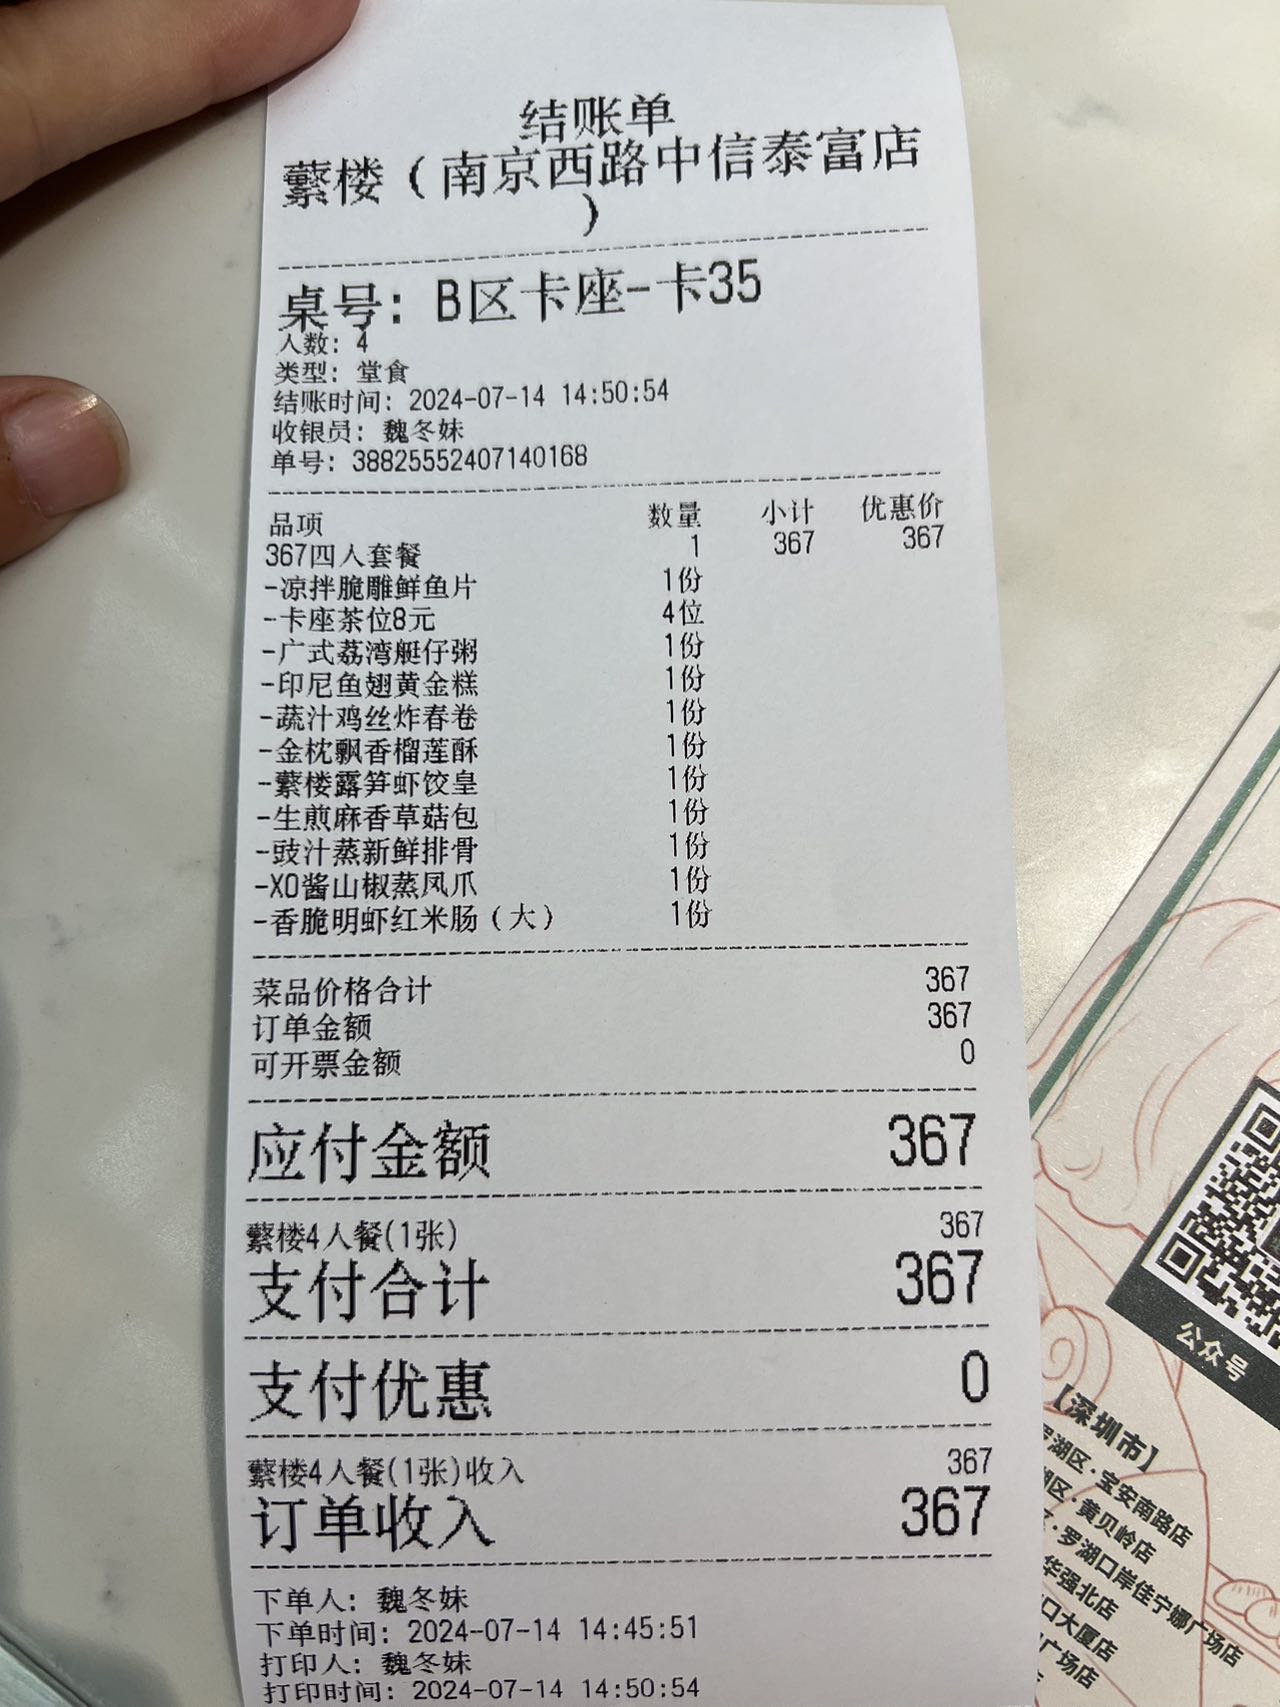 结账单
蘩楼（南京西路中信泰富店
）
桌号：B区卡座-卡35
人数：4
类型：堂食
结账时间：2024-07-14 14:50:54
收银员：魏冬妹
单号：38825552407140168
品项 数量 小计 优惠价
367四人套餐 1 367 367
-凉拌脆雕鲜鱼片 1份
-卡座茶位8元 4位
-广式荔湾艇仔粥 1份
-印尼鱼翅黄金糕 1份
-蔬汁鸡丝炸春卷 1份
-金枕飘香榴莲酥 1份
-蘩楼露笋虾饺皇 1份
-生煎麻香草菇包 1份
-豉汁蒸新鲜排骨 1份
-XO酱山椒蒸凤爪 1份
-香脆明虾红米肠（大） 1份
菜品价格合计 367
订单金额 367
可开票金额 0
应付金额 367
蘩楼4人餐(1张) 367
支付合计 367
支付优惠 0
蘩楼4人餐(1张)收入 367
订单收入 367
下单人：魏冬妹
下单时间：2024-07-14 14:45:51
打印人：魏冬妹
打印时间：2024-07-14 14:50:54
公众号
【深圳市】
湖区·宝安南路店
区·黄贝岭店
·罗湖口岸佳宁娜广场店
华强北店
口大厦店
广场店